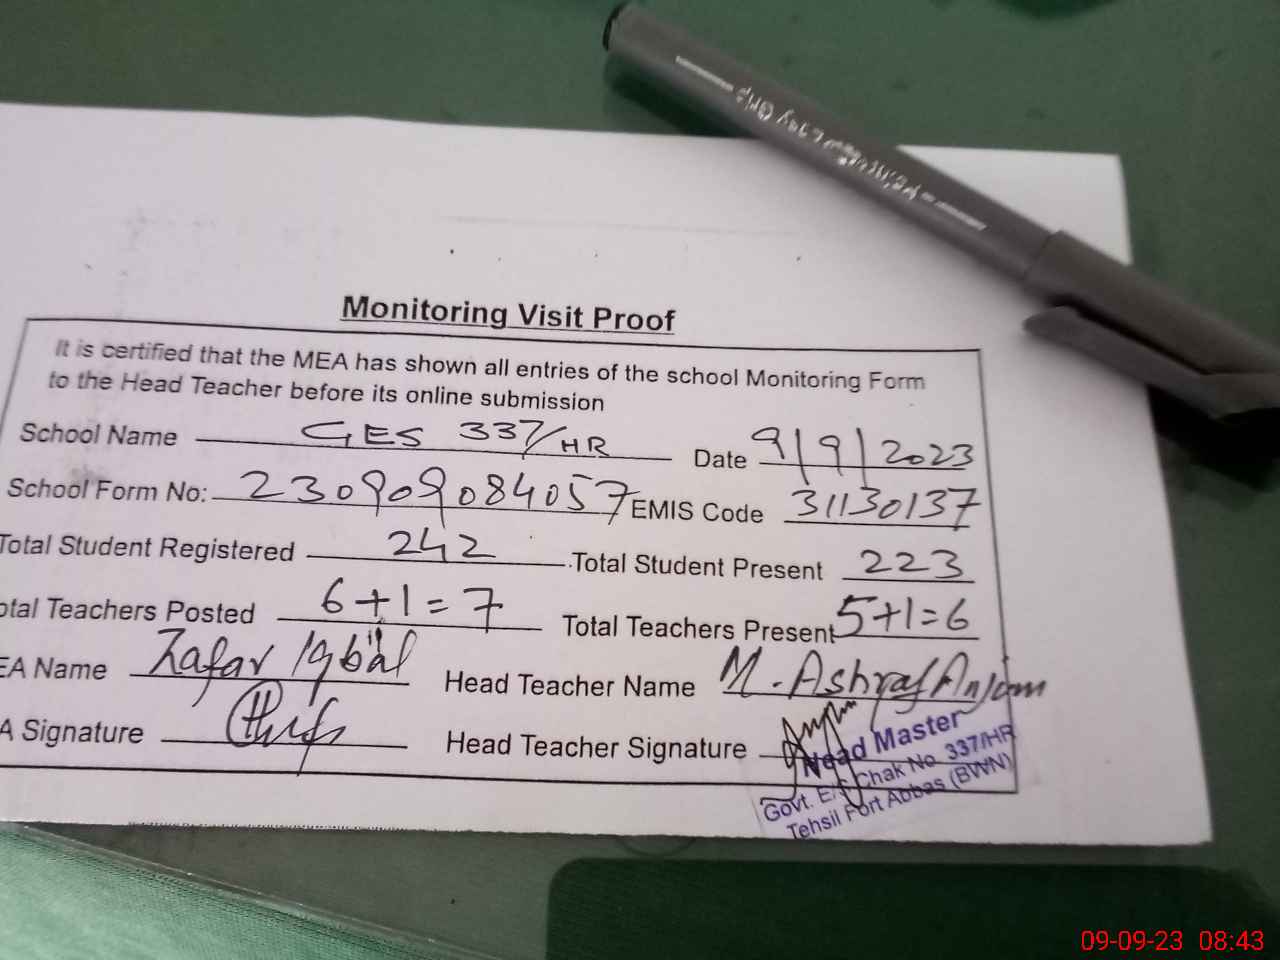 Monitoring Visit Proof
It is certified that the MEA has shown all entries of the school Monitoring Form
to the Head Teacher before its online submission
School Name GES 337/HR Date 9/9/2023
School Form No: 230909084057 EMIS Code 31130137
Total Student Registered 242 Total Student Present 223
otal Teachers Posted 6+1=7 Total Teachers Present 5+1=6
EA Name Zafar Iqbal Head Teacher Name M. Ashraf Anjum
A Signature Head Teacher Signature
Head Master
Govt. E/S Chak No. 337/HR
Tehsil Fort Abbas (BWN)
09-09-23 08:43